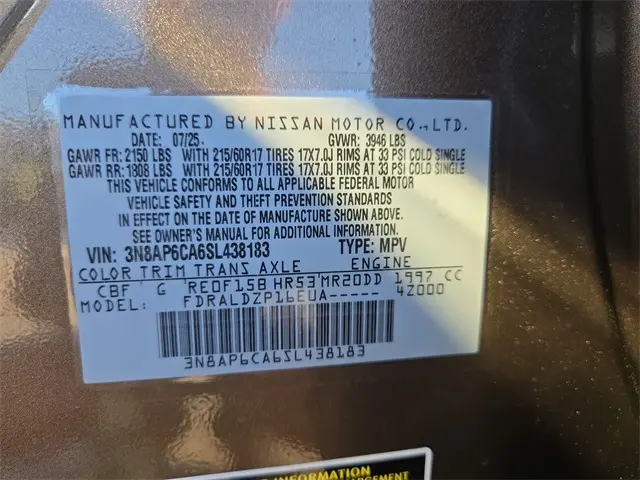 MANUFACTURED BY NISSAN MOTOR CO., LTD.
DATE: 07/25 GVWR: 3946 LBS
GAWR FR: 2150 LBS WITH 215/60R17 TIRES 17X7.0J RIMS AT 33 PSI COLD SINGLE
GAWR RR: 1808 LBS WITH 215/60R17 TIRES 17X7.0J RIMS AT 33 PSI COLD SINGLE
THIS VEHICLE CONFORMS TO ALL APPLICABLE FEDERAL MOTOR
VEHICLE SAFETY AND THEFT PREVENTION STANDARDS
IN EFFECT ON THE DATE OF MANUFACTURE SHOWN ABOVE.
SEE OWNER'S MANUAL FOR ADDITIONAL INFORMATION.
VIN: 3N8AP6CA6SL438183 TYPE: MPV
COLOR TRIM TRANS AXLE ENGINE
CBF G RE0F15B HR53 MR20DD 1997 CC
MODEL: FDRALDZP16EUA----- 42000
3N8AP6CA6SL438183
INFORMATION